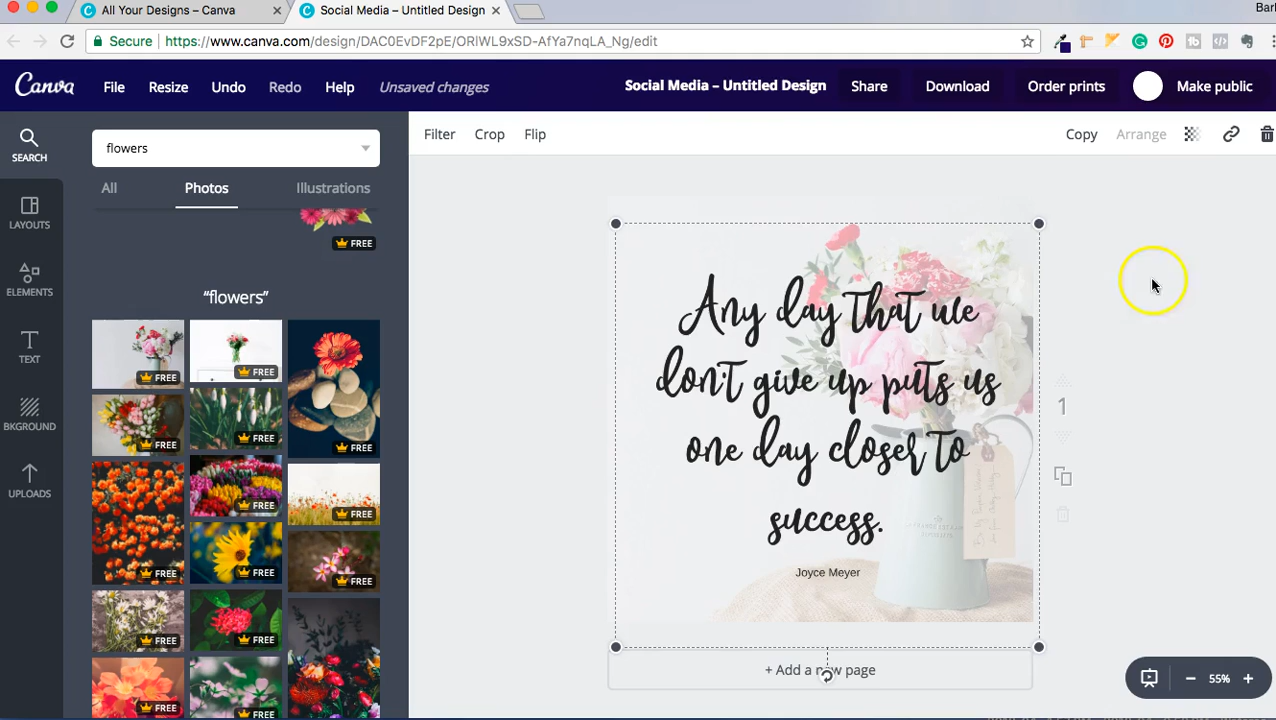 All Your Designs – Canva
Social Media – Untitled Design
Bar
Secure
https://www.canva.com/design/DAC0EvDF2pE/ORlWL9xSD-AfYa7nqLA_Ng/edit
Canva
File
Resize
Undo
Redo
Help
Unsaved changes
Social Media – Untitled Design
Share
Download
Order prints
Make public
SEARCH
LAYOUTS
ELEMENTS
TEXT
BKGROUND
UPLOADS
flowers
All
Photos
Illustrations
FREE
“flowers”
FREE
FREE
FREE
FREE
FREE
FREE
FREE
FREE
FREE
FREE
FREE
FREE
FREE
Filter
Crop
Flip
Copy
Arrange
Any day that we
don't give up puts us
one day closer to
success.
Joyce Meyer
1
+ Add a new page
55%